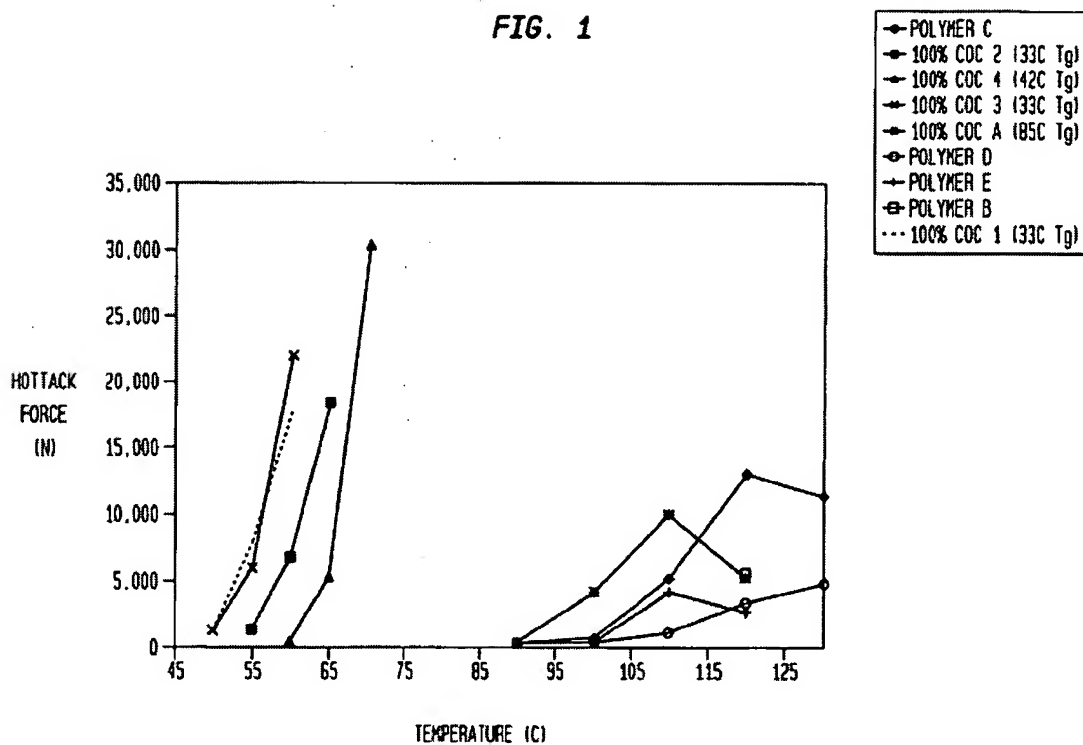 FIG. 1
POLYMER C
100% COC 2 (33C Tg)
100% COC 4 (42C Tg)
100% COC 3 (33C Tg)
100% COC A (85C Tg)
POLYMER D
POLYMER E
POLYMER B
100% COC 1 (33C Tg)
35,000
30,000
25,000
20,000
15,000
10,000
5,000
0
HOTTACK
FORCE
(N)
45 55 65 75 85 95 105 115 125
TEMPERATURE (C)